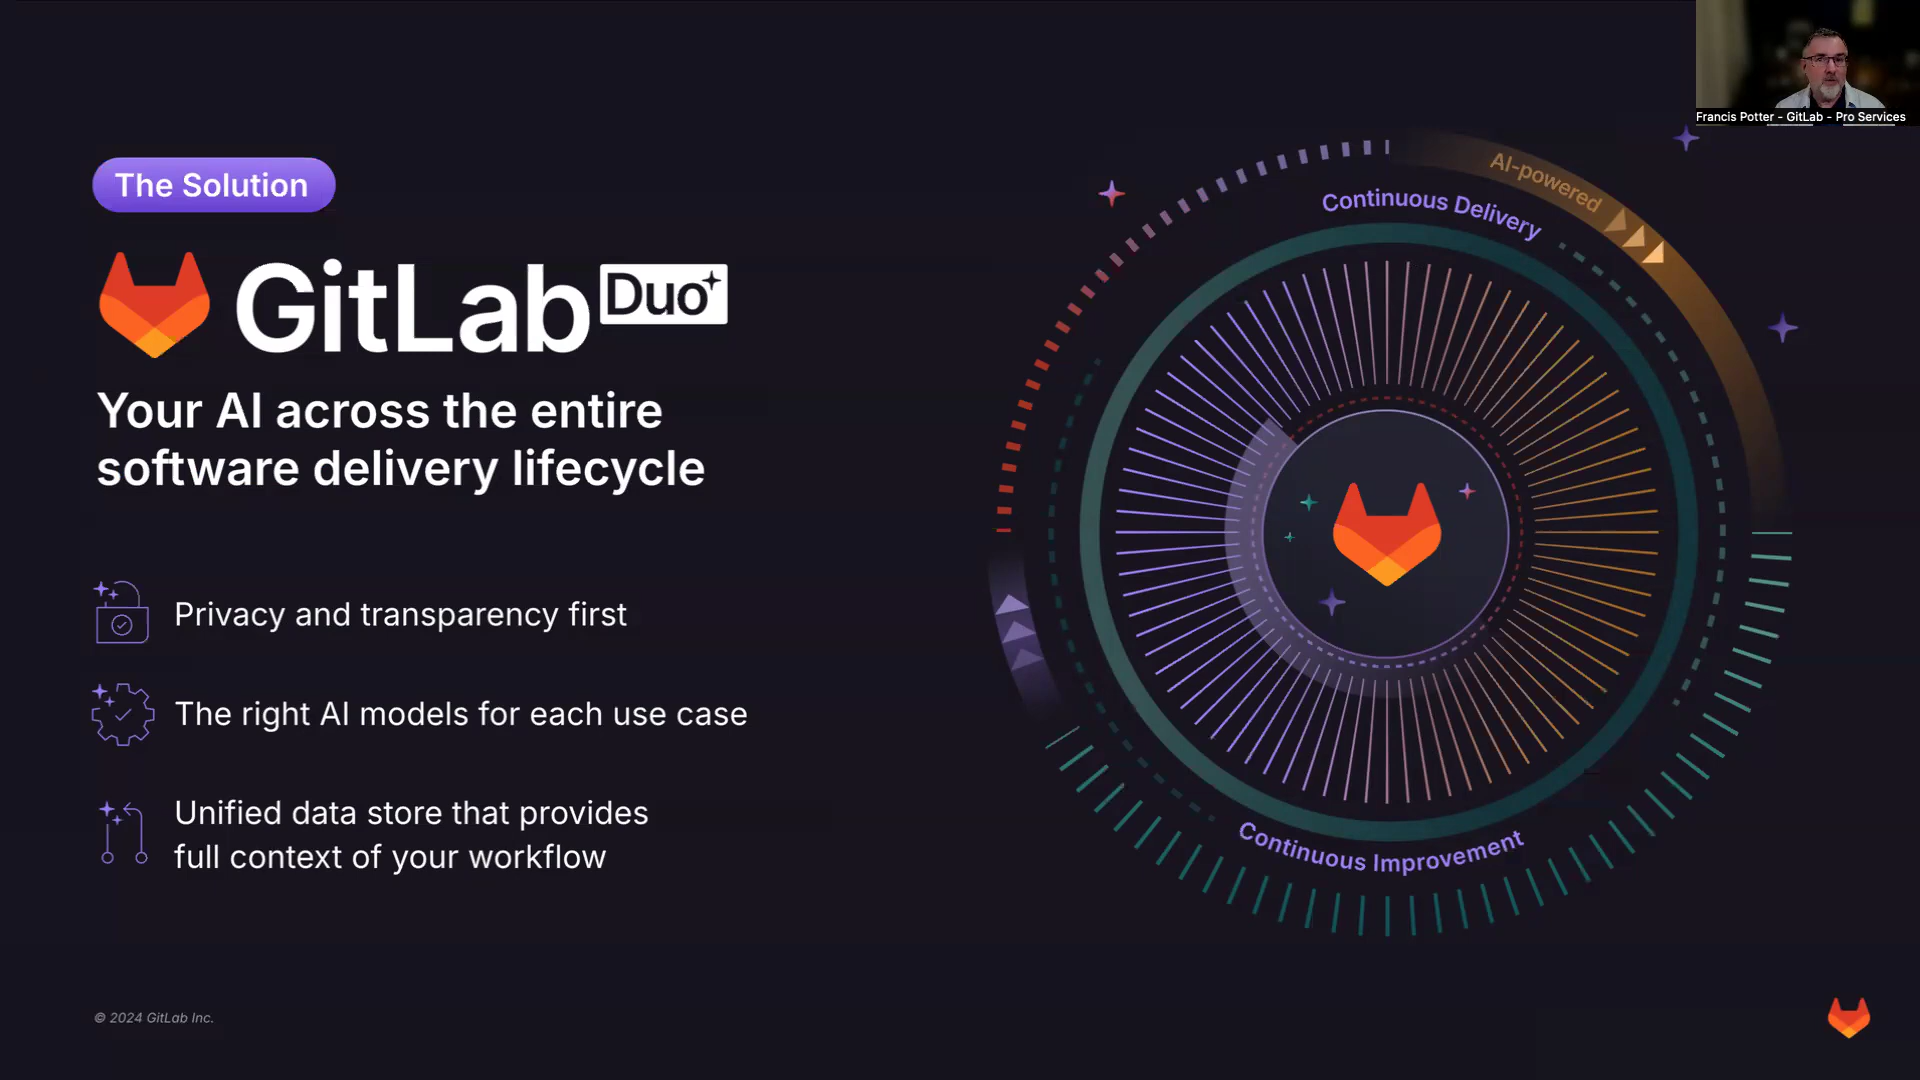 Francis Potter - GitLab - Pro Services
The Solution
GitLab Duo
Your AI across the entire
software delivery lifecycle
Privacy and transparency first
The right AI models for each use case
Unified data store that provides
full context of your workflow
AI-powered
Continuous Delivery
Continuous Improvement
© 2024 GitLab Inc.